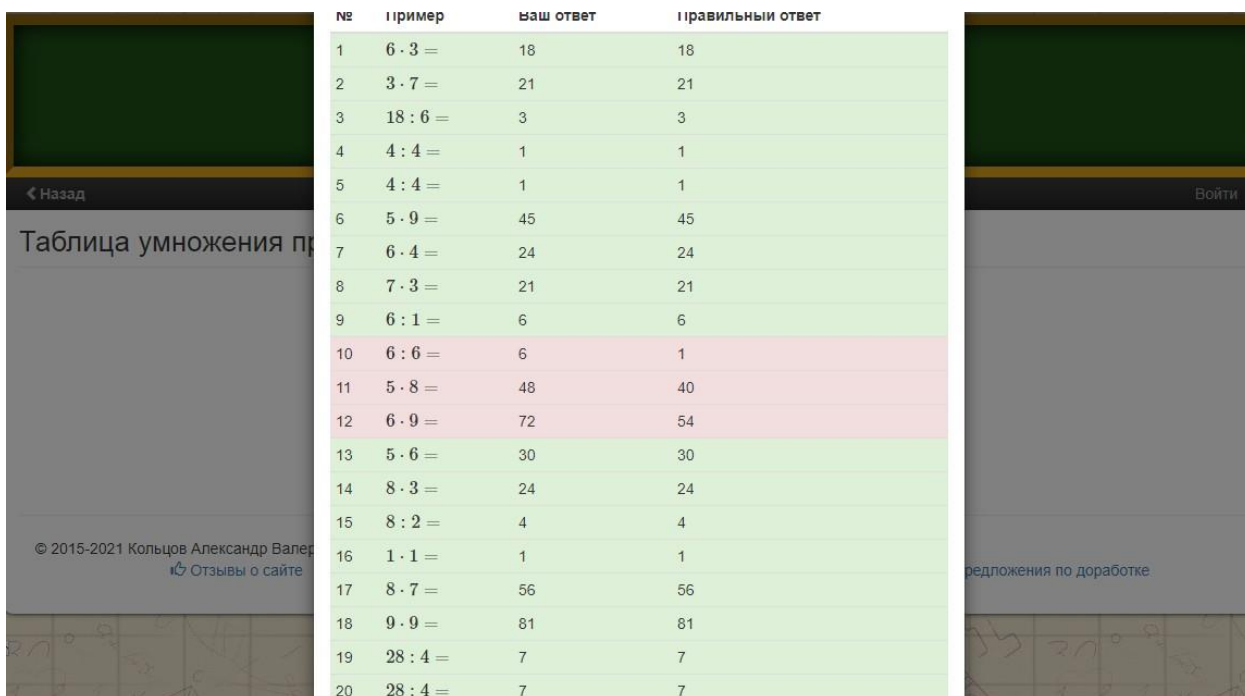 № Пример Ваш ответ Правильный ответ
1 6 · 3 = 18 18
2 3 · 7 = 21 21
3 18 : 6 = 3 3
4 4 : 4 = 1 1
5 4 : 4 = 1 1
6 5 · 9 = 45 45
7 6 · 4 = 24 24
8 7 · 3 = 21 21
9 6 : 1 = 6 6
10 6 : 6 = 6 1
11 5 · 8 = 48 40
12 6 · 9 = 72 54
13 5 · 6 = 30 30
14 8 · 3 = 24 24
15 8 : 2 = 4 4
16 1 · 1 = 1 1
17 8 · 7 = 56 56
18 9 · 9 = 81 81
19 28 : 4 = 7 7
20 28 : 4 = 7 7
Назад
Войти
Таблица умножения
© 2015-2021 Кольцов Александр
Отзывы о сайте
по доработке